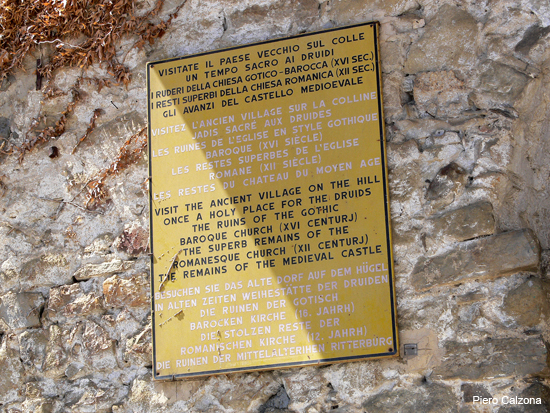 Piero Calzona
VISITATE IL PAESE VECCHIO SUL COLLE
UN TEMPO SACRO AI DRUIDI
I RUDERI DELLA CHIESA GOTICO-BAROCCA (XVI SEC.)
I RESTI SUPERBI DELLA CHIESA ROMANICA (XII SEC.)
GLI AVANZI DEL CASTELLO MEDIOEVALE
VISITEZ L'ANCIEN VILLAGE SUR LA COLLINE
JADIS SACRÉ AUX DRUIDES
LES RUINES DE L'EGLISE EN STYLE GOTHIQUE
BAROQUE (XVI SIÈCLE)
LES RESTES SUPERBES DE L'EGLISE
ROMANE (XII SIÈCLE)
LES RESTES DU CHATEAU DU MOYEN AGE
VISIT THE ANCIENT VILLAGE ON THE HILL
ONCE A HOLY PLACE FOR THE DRUIDS
THE RUINS OF THE GOTHIC
BAROQUE CHURCH (XVI CENTURJ).
THE SUPERB REMAINS OF THE
ROMANESQUE CHURCH (XII CENTURJ)
THE REMAINS OF THE MEDIEVAL CASTLE
BESUCHEN SIE DAS ALTE DORF AUF DEM HÜGEL
IN ALTEN ZEITEN WEIHESTÄTTE DER DRUIDEN
DIE RUINEN DER GOTISCH
BAROCKEN KIRCHE (16. JAHRH)
DIE STOLZEN RESTE DER
ROMANISCHEN KIRCHE (12. JAHRH)
DIE RUINEN DER MITTELÄLTERIHEN RITTERBURG